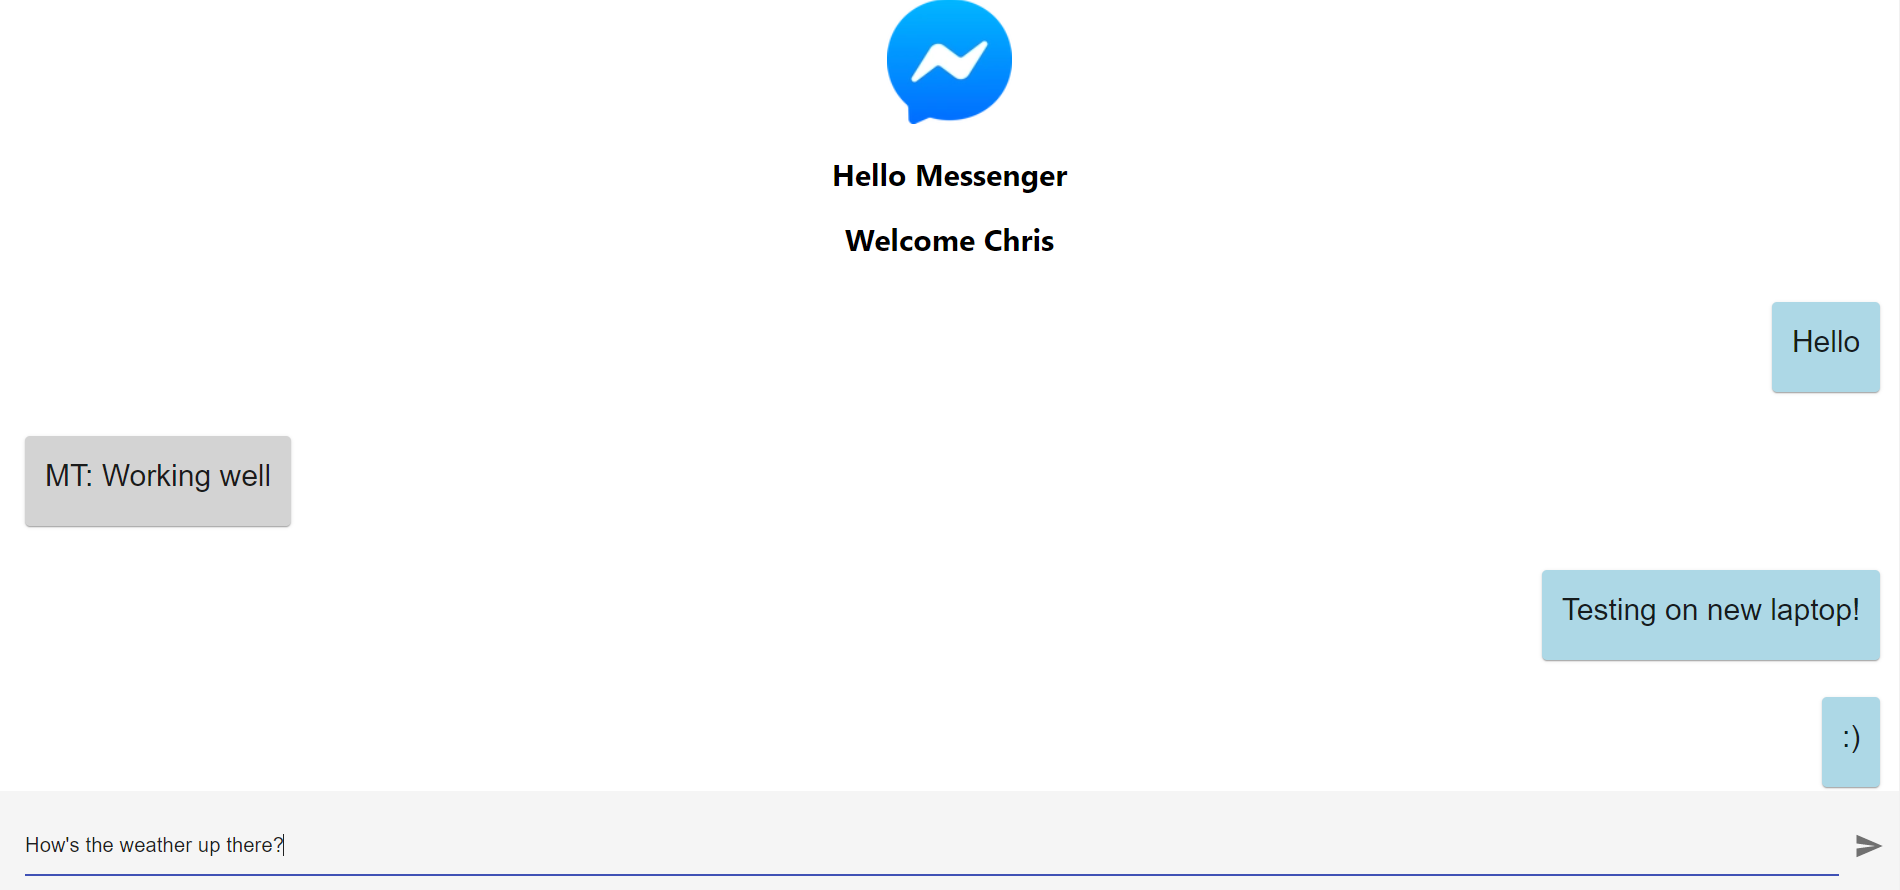 Hello Messenger
Welcome Chris
Hello
MT: Working well
Testing on new laptop!
:)
How's the weather up there?